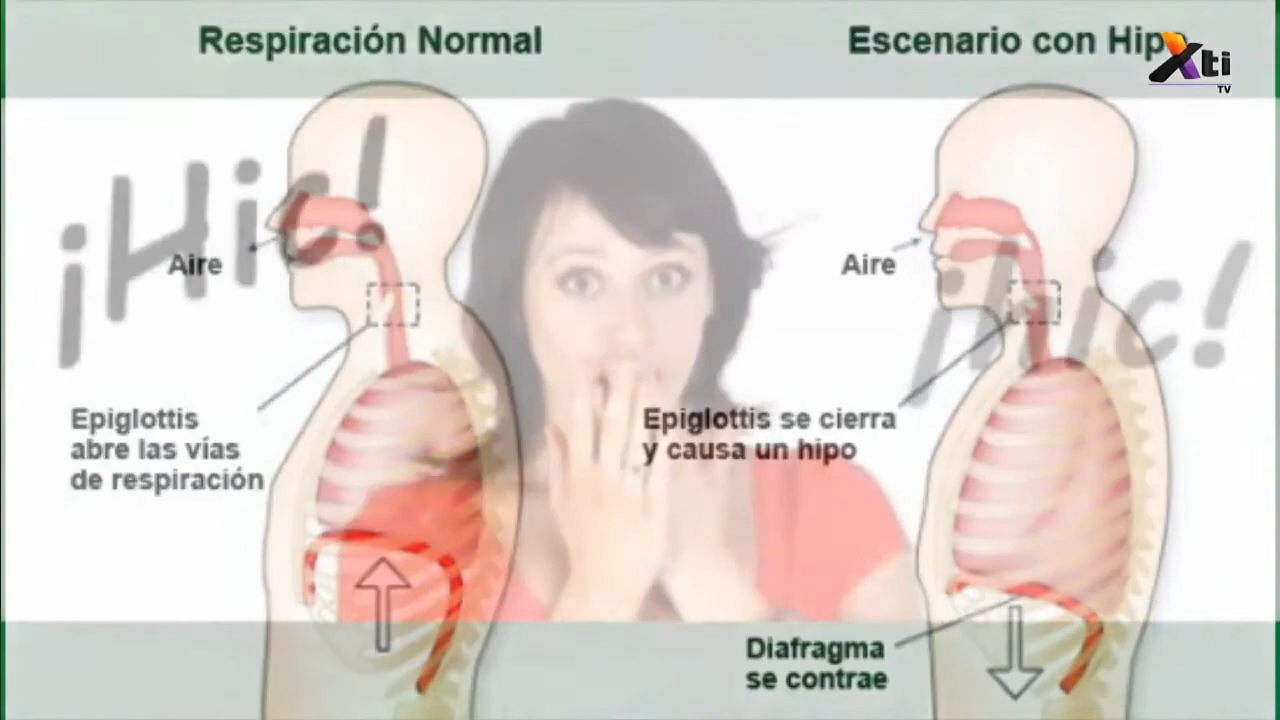 Respiración Normal
Escenario con Hipo
Xti
TV
¡Hic!
Aire
Aire
¡hic!
Epiglottis
abre las vías
de respiración
Epiglottis se cierra
y causa un hipo
Diafragma
se contrae